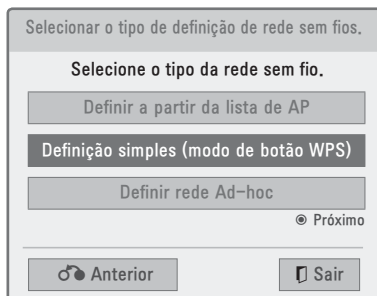 Selecionar o tipo de definição de rede sem fios.
Selecione o tipo da rede sem fio.
Definir a partir da lista de AP
Definição simples (modo de botão WPS)
Definir rede Ad-hoc
Próximo
Anterior
Sair